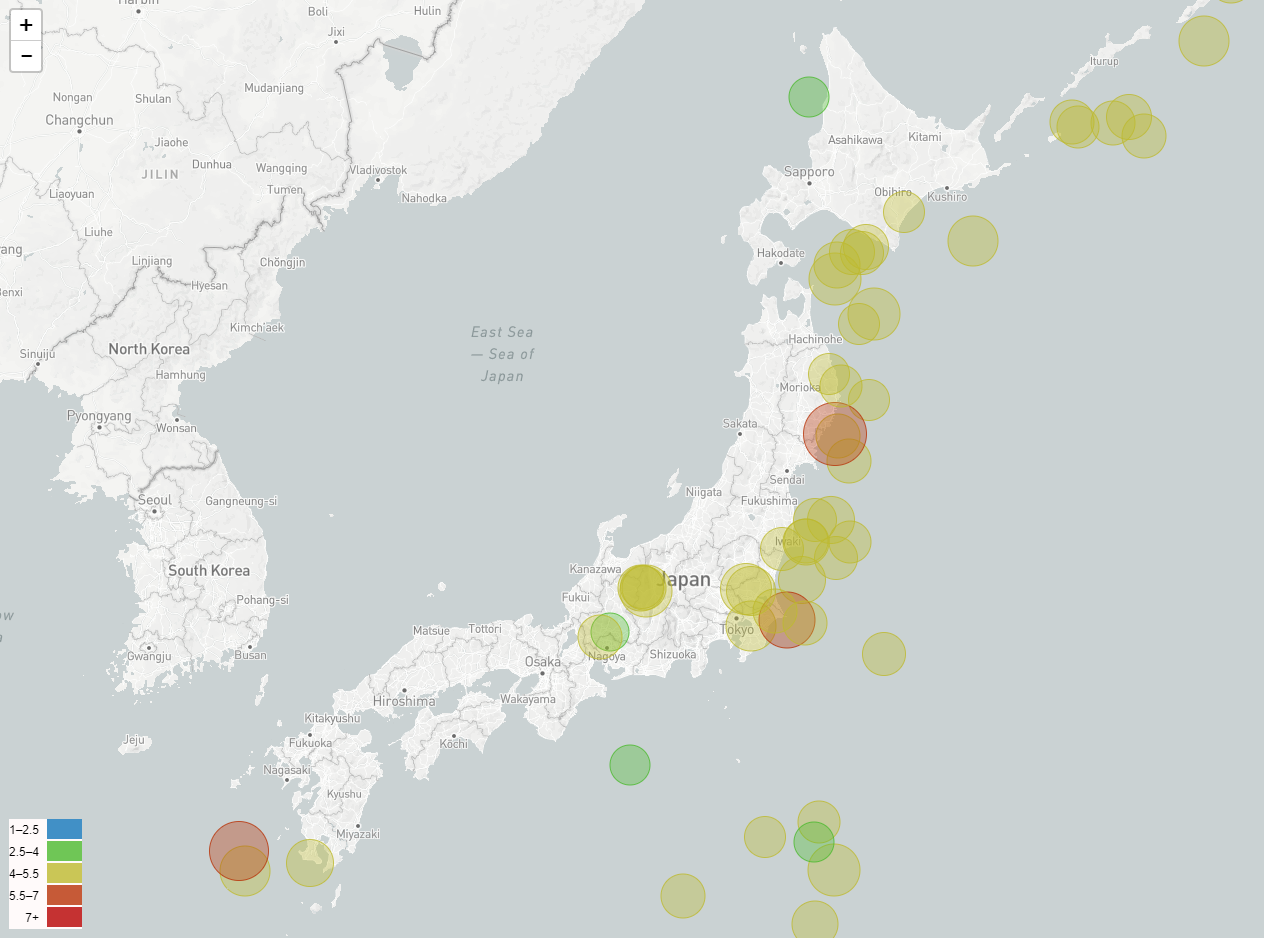 +
−
Harbin
Boli
Hulin
Jixi
Nongan
Shulan
Mudanjiang
Changchun
Jiaohe
Dunhua
Wangqing
JILIN
Tumen
Vladivostok
Nahodka
Liaoyuan
Liuhe
Linjiang
Hyesan
Chŏngjin
Kimch'aek
Sinuiju
North Korea
Hamhung
Pyongyang
Wonsan
Seoul
Gangneung-si
South Korea
Pohang-si
Gwangju
Busan
Jeju
East Sea
— Sea of
Japan
Iturup
Asahikawa
Kitami
Sapporo
Obihiro
Kushiro
Hakodate
Hachinohe
Morioka
Sakata
Sendai
Niigata
Fukushima
Iwaki
Kanazawa
Japan
Fukui
Tokyo
Matsue
Tottori
Nagoya
Shizuoka
Osaka
Hiroshima
Wakayama
Kitakyushu
Kōchi
Fukuoka
Nagasaki
Kyushu
Miyazaki
1–2.5
2.5–4
4–5.5
5.5–7
7+